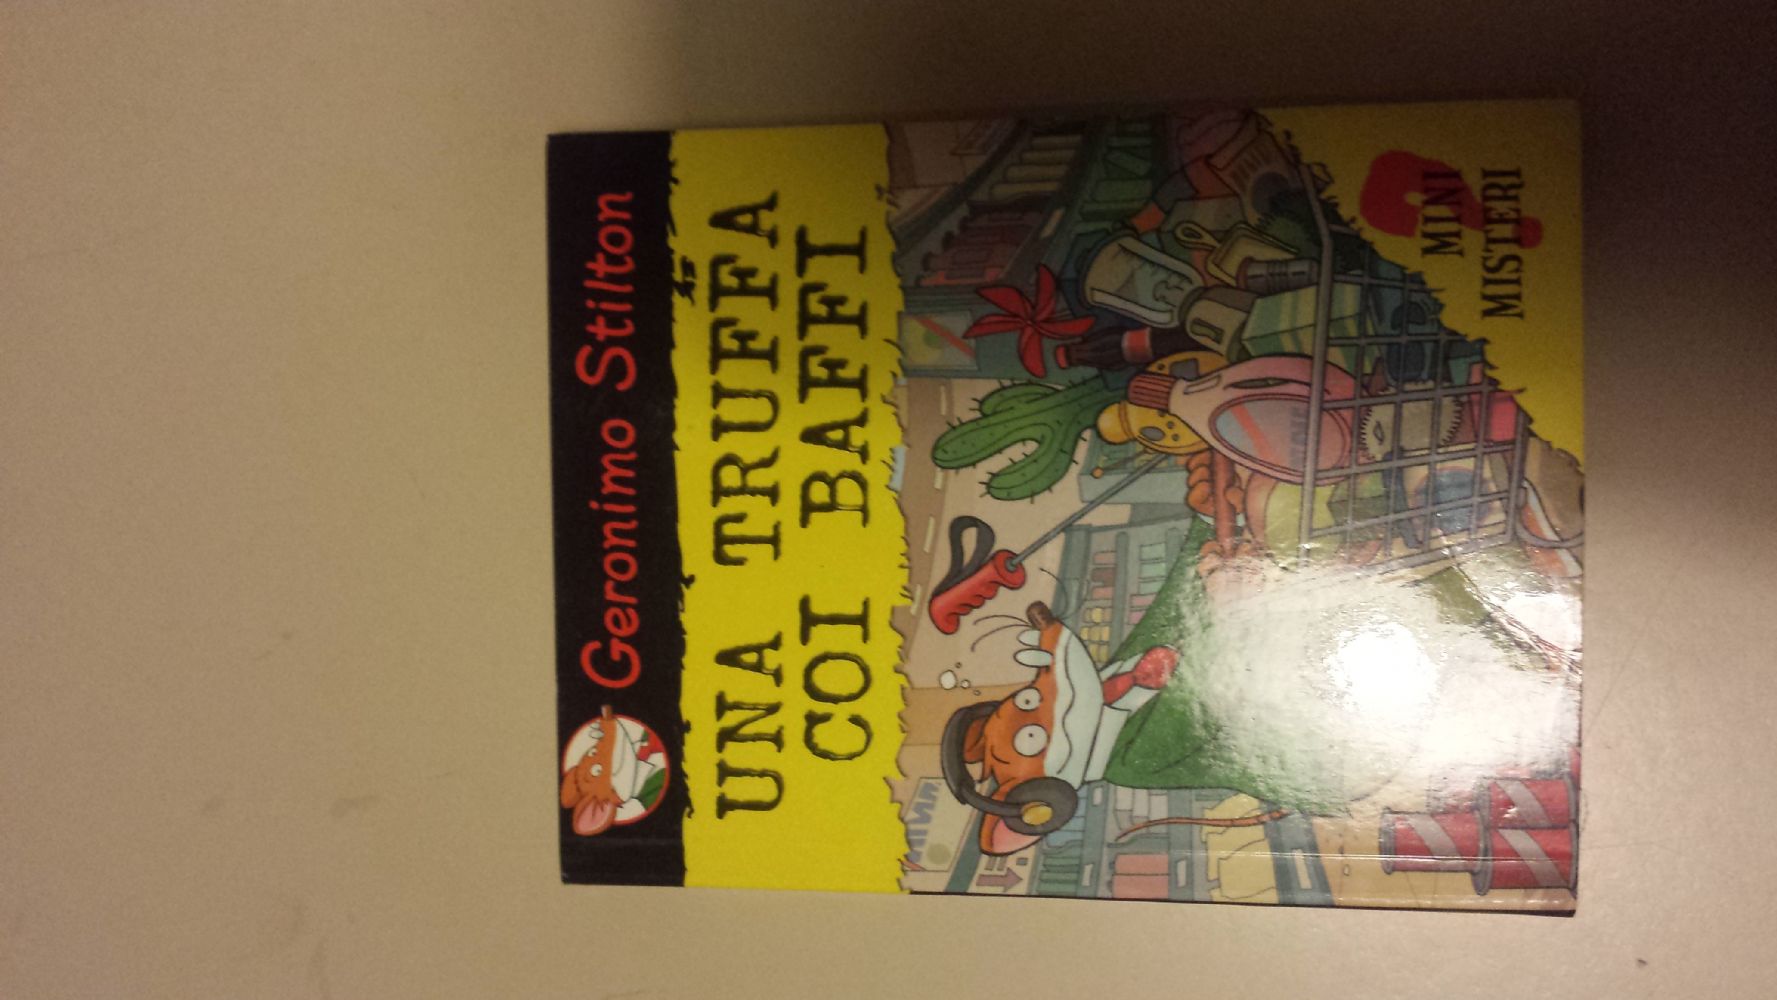 Geronimo Stilton
UNA TRUFFA
COI BAFFI
MINI
MISTERI